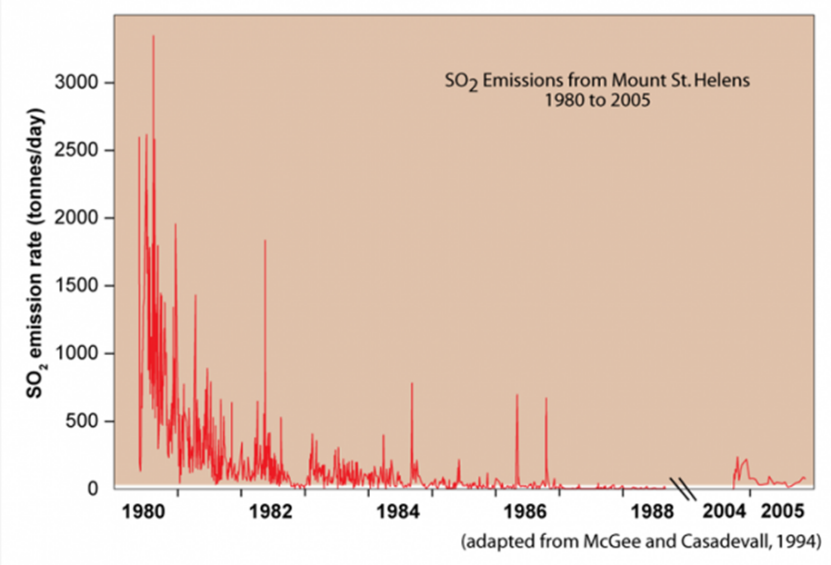 SO2 Emissions from Mount St. Helens
1980 to 2005
SO2 emission rate (tonnes/day)
3000
2500
2000
1500
1000
500
0
1980 1982 1984 1986 1988 2004 2005
(adapted from McGee and Casadevall, 1994)